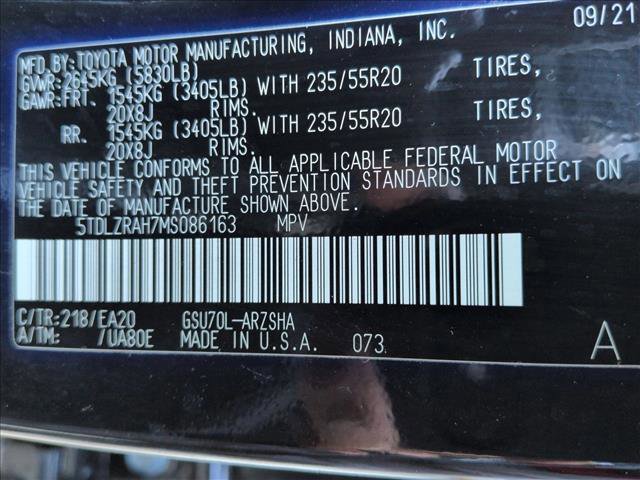 MFD.BY:TOYOTA MOTOR MANUFACTURING, INDIANA, INC. 09/21
GVWR:2645KG (5830LB)
GAWR:FRT. 1545KG (3405LB) WITH 235/55R20 TIRES,
20X8J RIMS.
RR. 1545KG (3405LB) WITH 235/55R20 TIRES,
20X8J RIMS.
THIS VEHICLE CONFORMS TO ALL APPLICABLE FEDERAL MOTOR
VEHICLE SAFETY AND THEFT PREVENTION STANDARDS IN EFFECT ON
THE DATE OF MANUFACTURE SHOWN ABOVE.
5TDLZRAH7MS086163 MPV
C/TR:218/EA20 GSU70L-ARZSHA
A/TM: /UA80E MADE IN U.S.A. 073 A